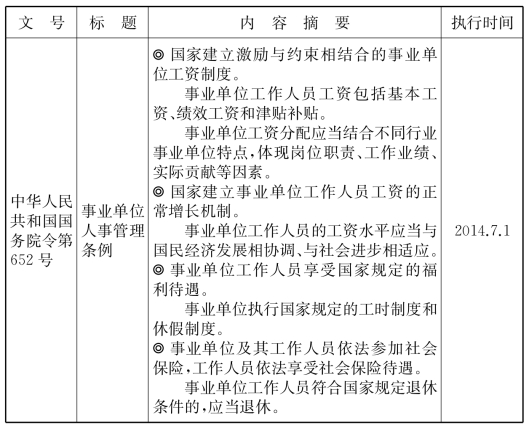 文 号
标 题
内 容 摘 要
执行时间
中华人民
共和国国
务院令第
652 号
事业单位
人事管理
条例
◎ 国家建立激励与约束相结合的事业单
位工资制度。
事业单位工作人员工资包括基本工
资、绩效工资和津贴补贴。
事业单位工资分配应当结合不同行业
事业单位特点,体现岗位职责、工作业绩、
实际贡献等因素。
◎ 国家建立事业单位工作人员工资的正
常增长机制。
事业单位工作人员的工资水平应当与
国民经济发展相协调、与社会进步相适应。
◎ 事业单位工作人员享受国家规定的福
利待遇。
事业单位执行国家规定的工时制度和
休假制度。
◎ 事业单位及其工作人员依法参加社会
保险,工作人员依法享受社会保险待遇。
事业单位工作人员符合国家规定退休
条件的,应当退休。
2014.7.1